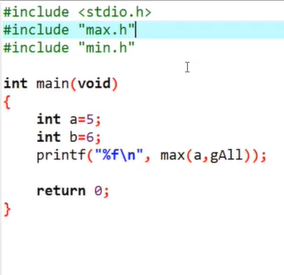 #include <stdio.h>
#include "max.h"
#include "min.h"
int main(void)
{
int a=5;
int b=6;
printf("%f\n", max(a,gAll));
return 0;
}